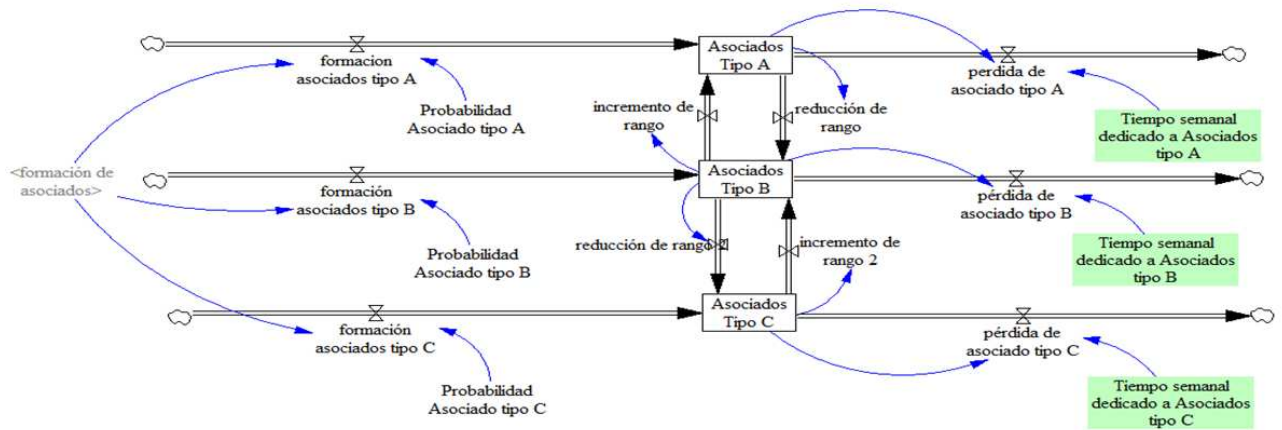 formacion
asociados tipo A
Probabilidad
Asociado tipo A
Asociados
Tipo A
perdida de
asociado tipo A
incremento de
rango
reducción de
rango
Tiempo semanal
dedicado a Asociados
tipo A
<formación de
asociados>
formación
asociados tipo B
Probabilidad
Asociado tipo B
Asociados
Tipo B
pérdida de
asociado tipo B
reducción de rango 2
incremento de
rango 2
Tiempo semanal
dedicado a Asociados
tipo B
formación
asociados tipo C
Probabilidad
Asociado tipo C
Asociados
Tipo C
pérdida de
asociado tipo C
Tiempo semanal
dedicado a Asociados
tipo C